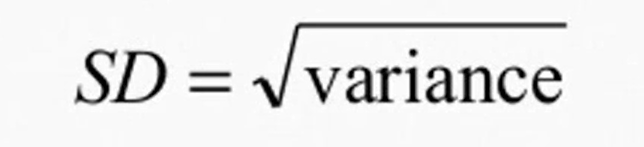 SD = √variance